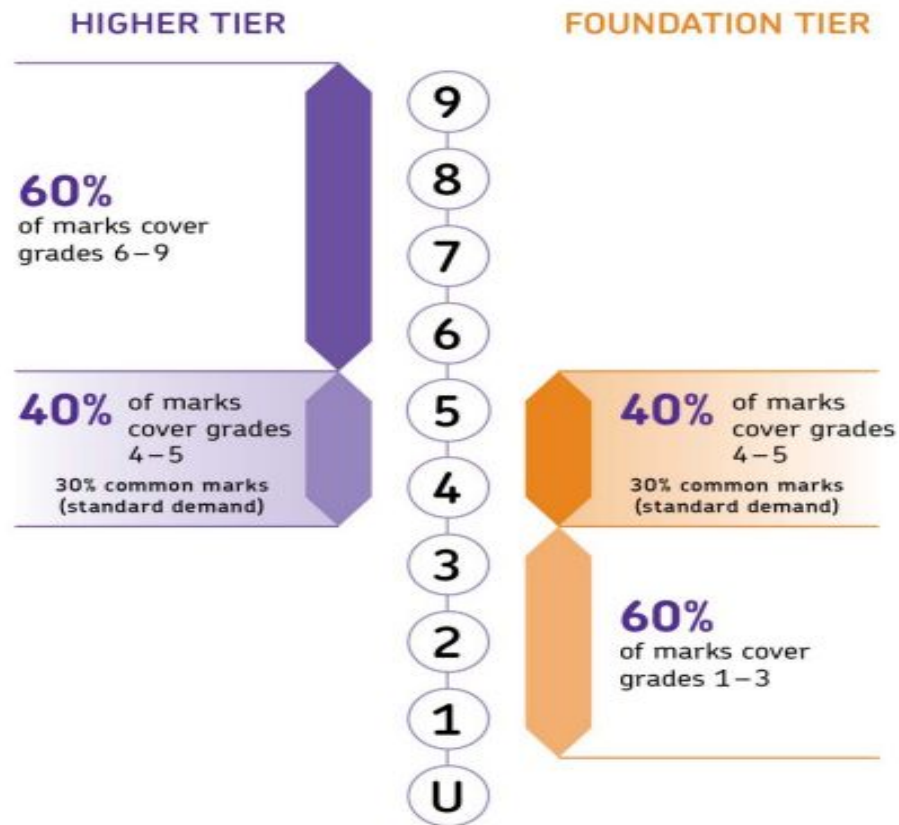 HIGHER TIER
FOUNDATION TIER
9
8
7
6
5
4
3
2
1
U
60%
of marks cover
grades 6–9
40% of marks
cover grades
4–5
30% common marks
(standard demand)
40% of marks
cover grades
4–5
30% common marks
(standard demand)
60%
of marks cover
grades 1–3